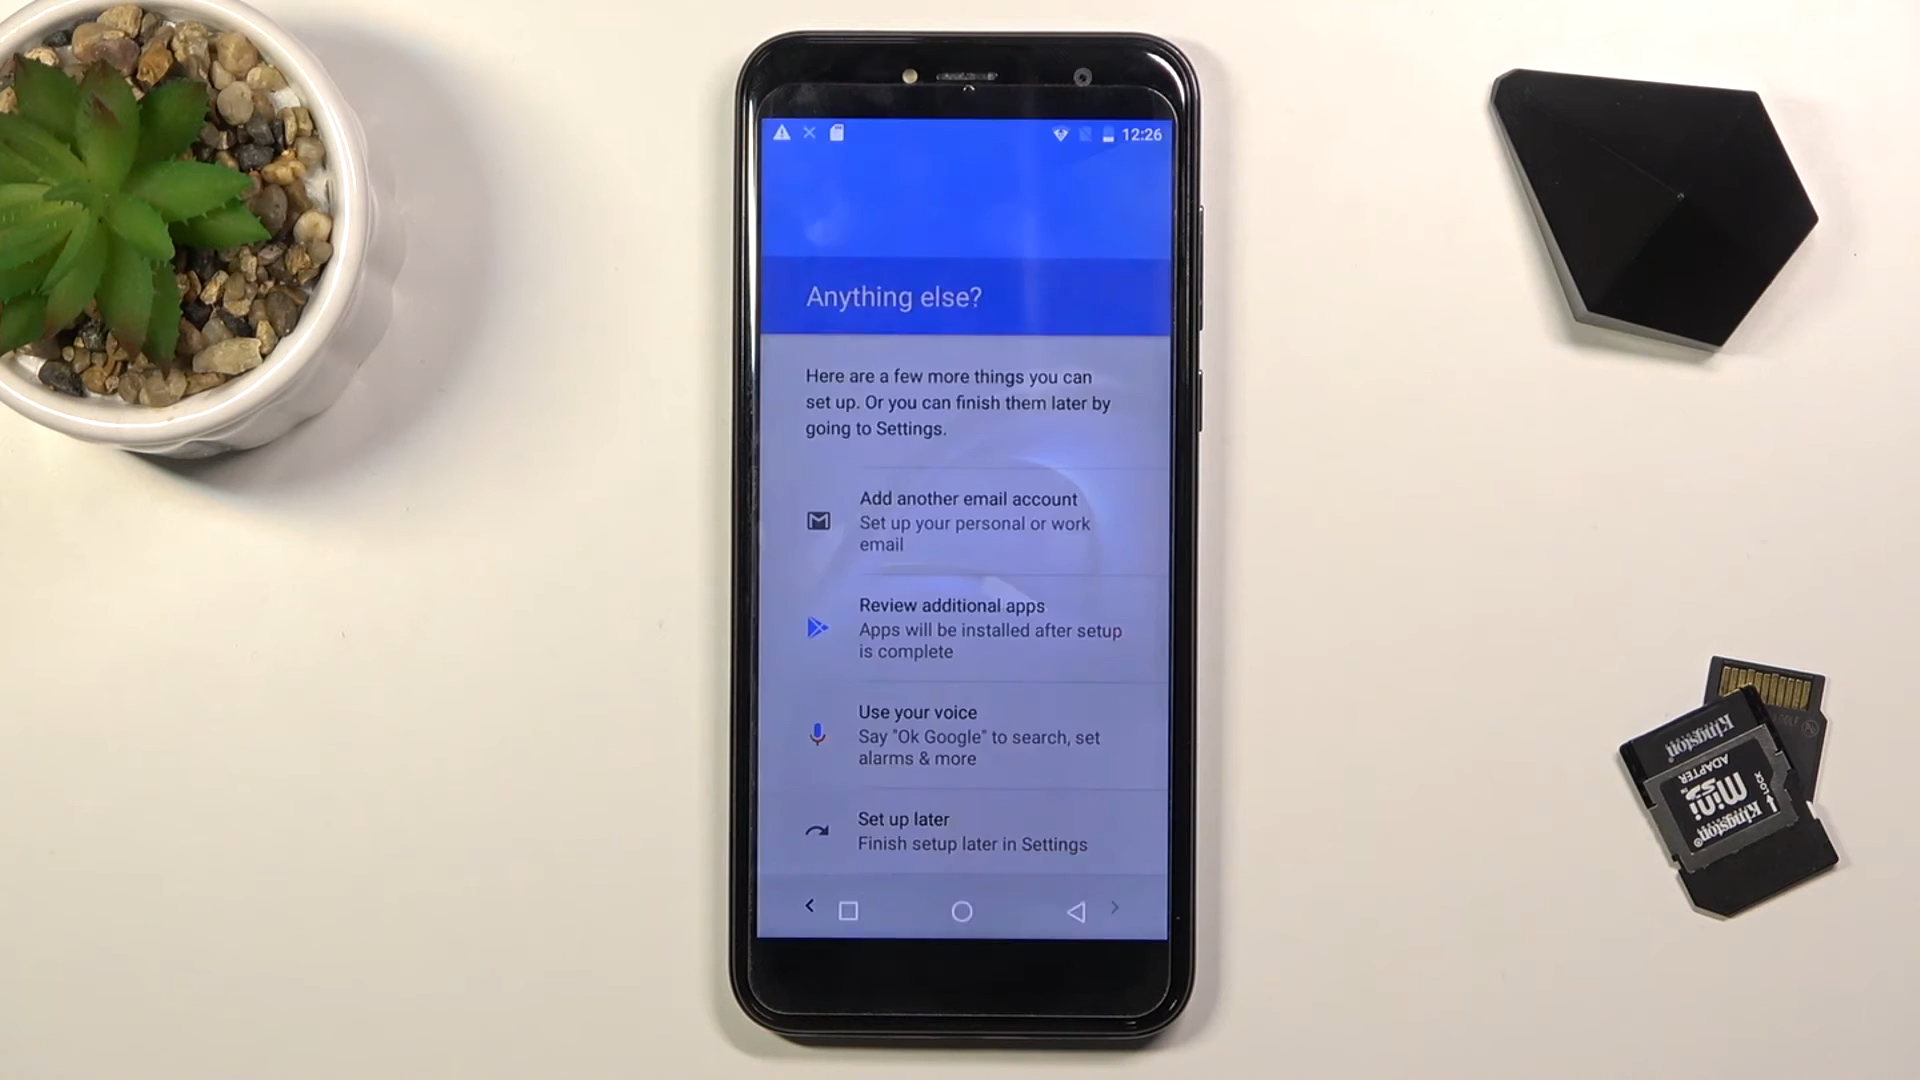 12:26
Anything else?
Here are a few more things you can
set up. Or you can finish them later by
going to Settings.
Add another email account
Set up your personal or work
email
Review additional apps
Apps will be installed after setup
is complete
Use your voice
Say "Ok Google" to search, set
alarms & more
Set up later
Finish setup later in Settings
Kingston
ADAPTER
mini
LOCK
Kingston